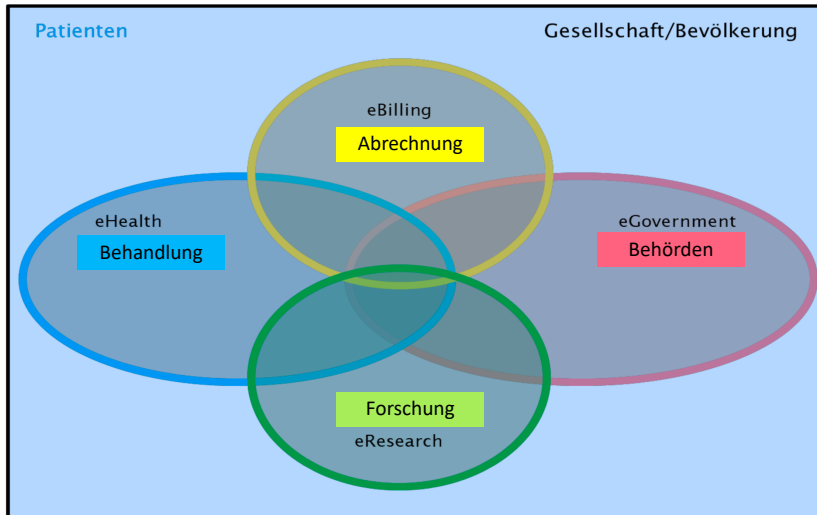 Patienten
Gesellschaft/Bevölkerung
eBilling
Abrechnung
eHealth
Behandlung
eGovernment
Behörden
Forschung
eResearch